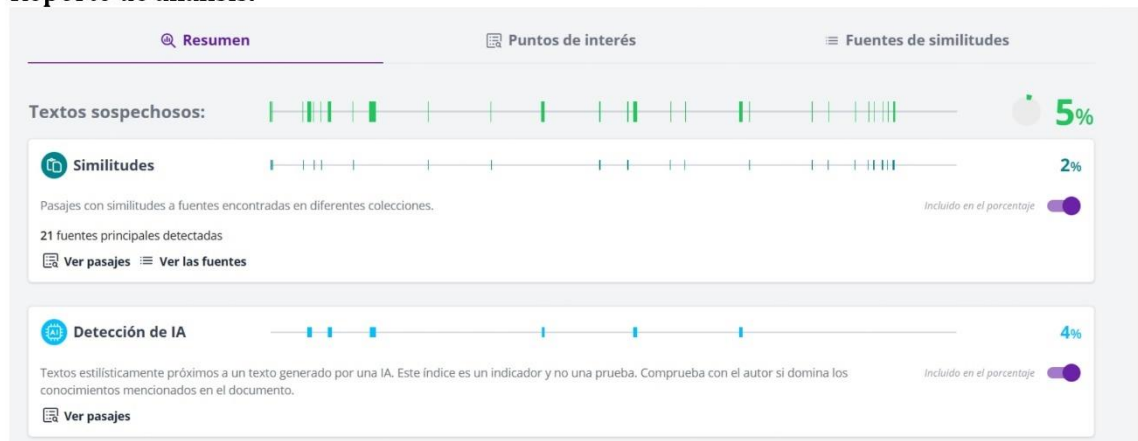 Resumen
Puntos de interés
Fuentes de similitudes
Textos sospechosos:
5%
Similitudes
2%
Pasajes con similitudes a fuentes encontradas en diferentes colecciones.
Incluido en el porcentaje
21 fuentes principales detectadas
Ver pasajes
Ver las fuentes
AI
Detección de IA
4%
Textos estilísticamente próximos a un texto generado por una IA. Este índice es un indicador y no una prueba. Comprueba con el autor si domina los
conocimientos mencionados en el documento.
Incluido en el porcentaje
Ver pasajes